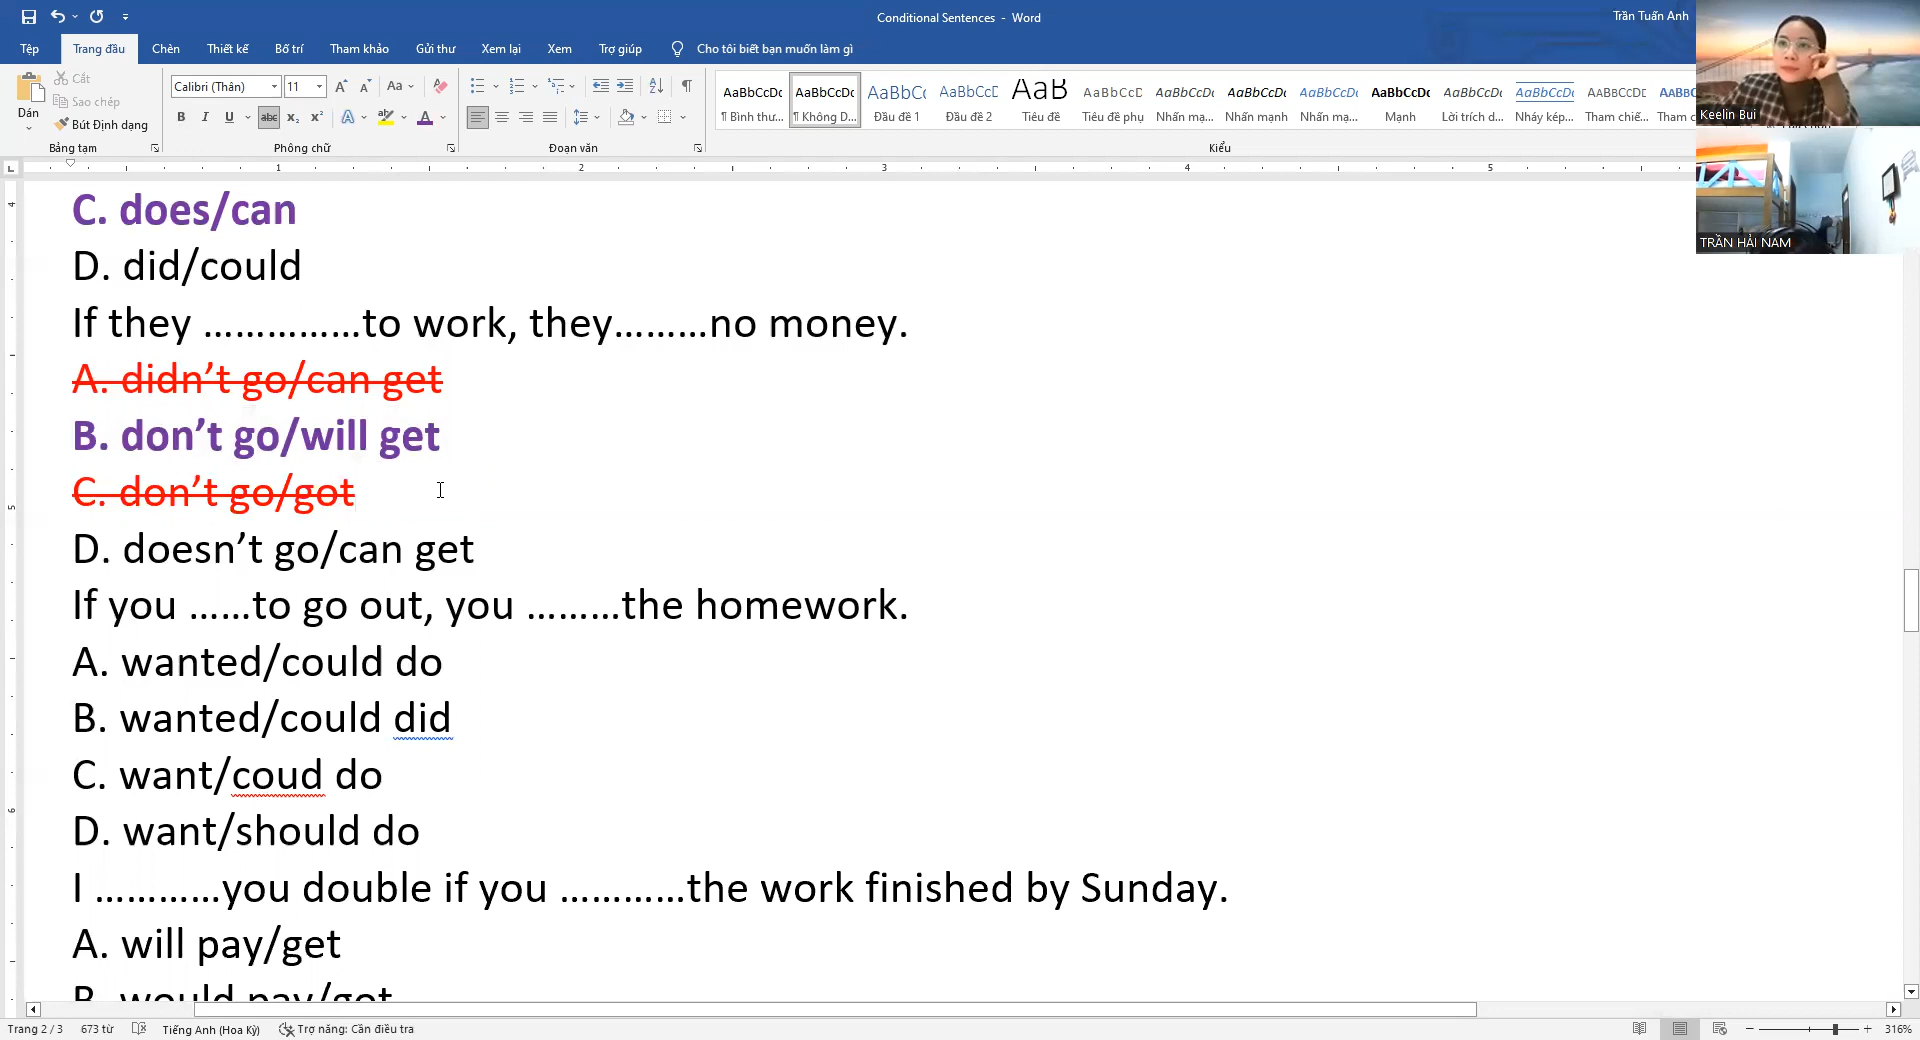 Conditional Sentences - Word
Trần Tuấn Anh
Tệp Trang đầu Chèn Thiết kế Bố trí Tham khảo Gửi thư Xem lại Xem Trợ giúp Cho tôi biết bạn muốn làm gì
Dán
Cắt
Sao chép
Bút Định dạng
Bảng tạm
Calibri (Thân) 11
Phông chữ
Đoạn văn
¶ Bình thư...
¶ Không D...
Đầu đề 1
Đầu đề 2
Tiêu đề
Tiêu đề phụ
Nhấn mạ...
Nhấn mạnh
Nhấn mạ...
Mạnh
Lời trích d...
Nháy kép...
Tham chiế...
Kiểu
Keelin Bui
TRẦN HẢI NAM
C. does/can
D. did/could
If they ……………to work, they………no money.
A. didn’t go/can get
B. don’t go/will get
C. don’t go/got
D. doesn’t go/can get
If you ……to go out, you ………the homework.
A. wanted/could do
B. wanted/could did
C. want/coud do
D. want/should do
I …………you double if you …………the work finished by Sunday.
A. will pay/get
B. would pay/got
Trang 2 / 3 673 từ Tiếng Anh (Hoa Kỳ) Trợ năng: Cần điều tra 316%